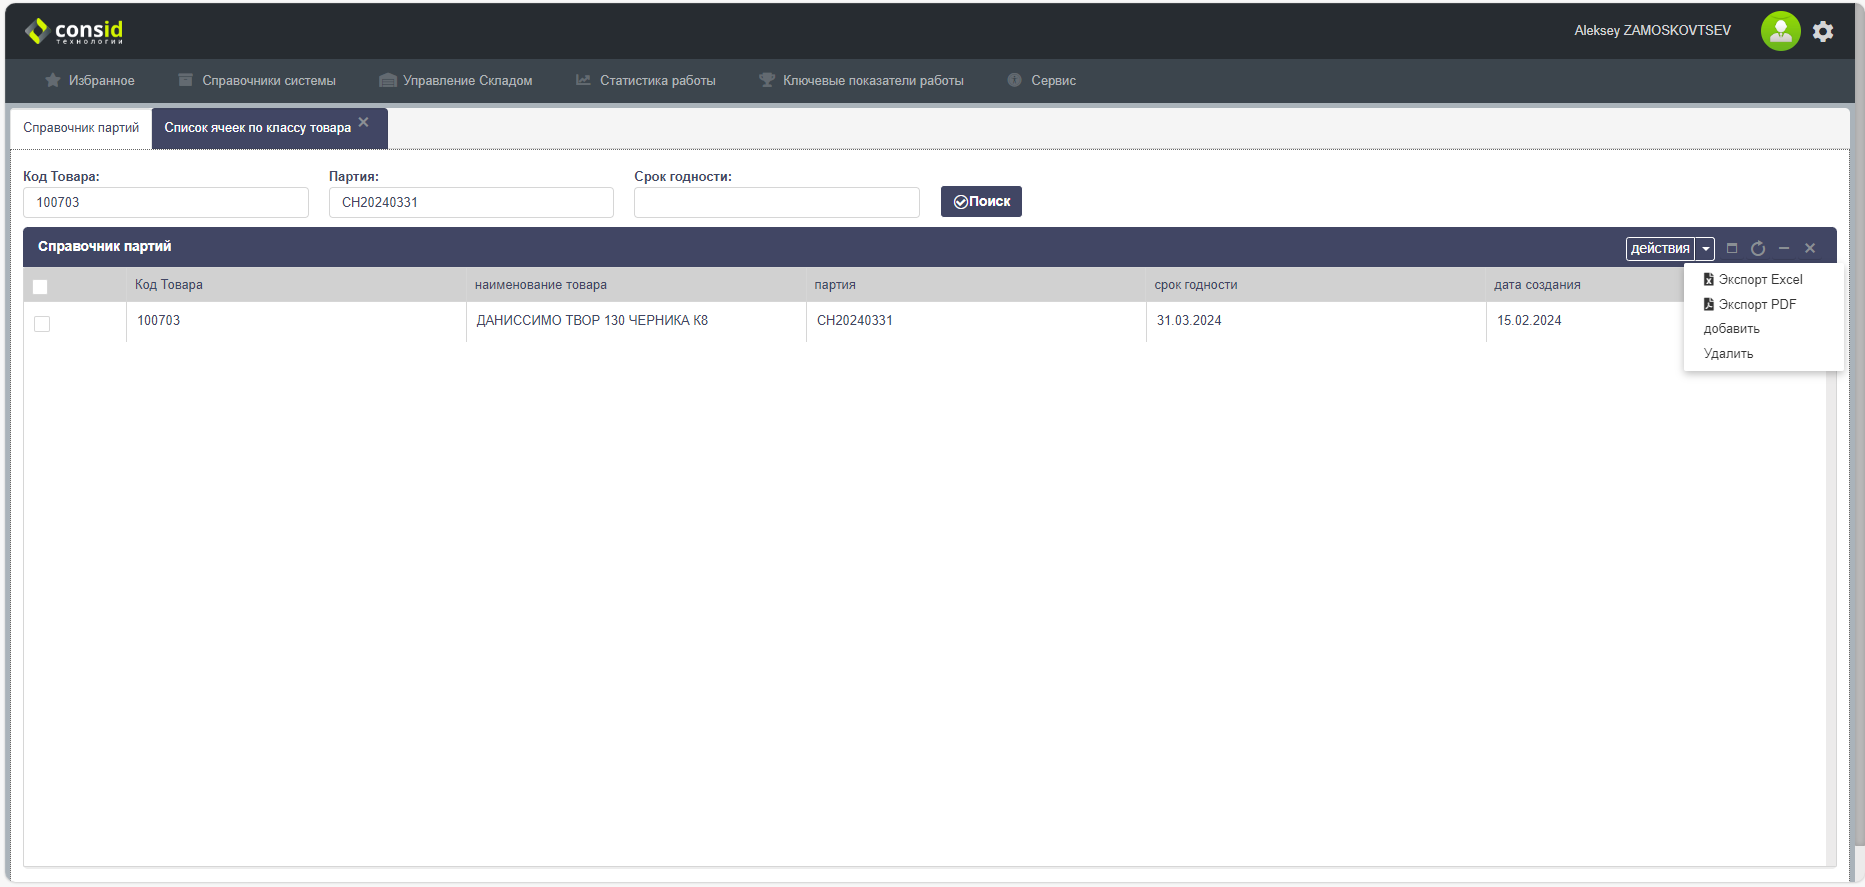 consid
технологии
Aleksey ZAMOSKOVTSEV
Избранное Справочники системы Управление Складом Статистика работы Ключевые показатели работы Сервис
Справочник партий Список ячеек по классу товара
Код Товара: Партия: Срок годности:
100703 CH20240331 Поиск
Справочник партий действия
Код Товара наименование товара партия срок годности дата создания
100703 ДАНИССИМО ТВОР 130 ЧЕРНИКА К8 CH20240331 31.03.2024 15.02.2024
Экспорт Excel
Экспорт PDF
добавить
Удалить